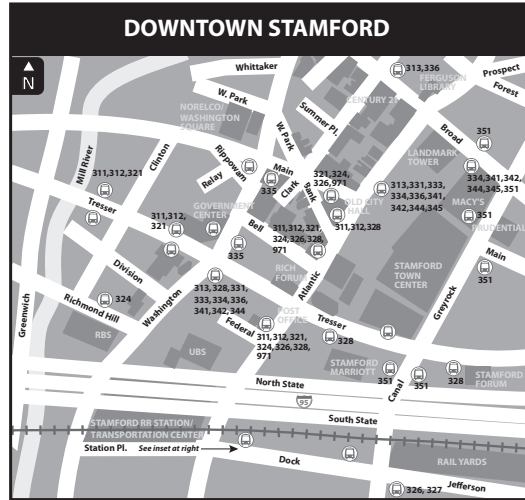 DOWNTOWN STAMFORD
N
Whittaker
313,336
FERGUSON
LIBRARY
Prospect
Forest
W. Park
CENTURY 21
Summer Pl.
NORELCO/
WASHINGTON
SQUARE
W. Park
Broad
351
Mill River
Clinton
Rippowam
Main
LANDMARK
TOWER
311,312,321
Relay
335
Clark
Bank
321,324,
326,971
313,331,333,
334,336,341,
342,344,345
334,341,342,
344,345,351
Tresser
GOVERNMENT
CENTER
OLD CITY
HALL
MACY'S
351
PRUDENTIAL
311,312,
321
Bell
311,312,321,
324,326,328,
971
311,312,328
335
Main
Division
313,328,331,
333,334,336,
341,342,344
RICH
FORUM
Atlantic
STAMFORD
TOWN
CENTER
351
Greyrock
324
Washington
Greenwich
Richmond Hill
RBS
Federal
POST
OFFICE
Tresser
311,312,321,
324,326,328,
971
328
UBS
STAMFORD
MARRIOTT
351
Canal
351
328
STAMFORD
FORUM
North State
95
South State
STAMFORD RR STATION/
TRANSPORTATION CENTER
Station Pl.
See inset at right
Dock
RAIL YARDS
Jefferson
326, 327